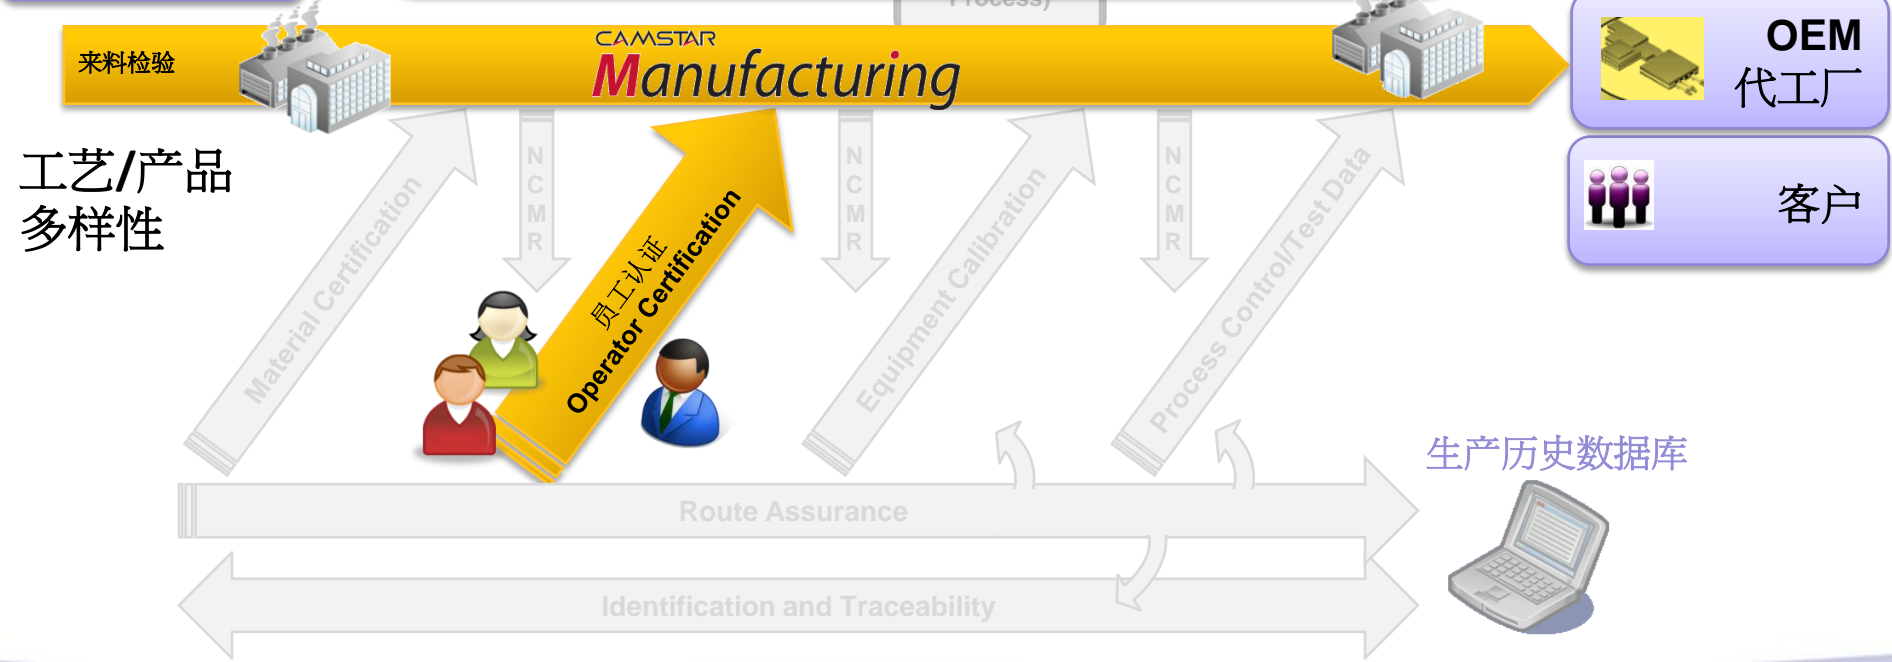 Process)
来料检验
CAMSTAR
Manufacturing
OEM
代工厂
工艺/产品
多样性
客户
Material Certification
N
C
M
R
员工认证
Operator Certification
N
C
M
R
Equipment Calibration
N
C
M
R
Process Control/Test Data
生产历史数据库
Route Assurance
Identification and Traceability